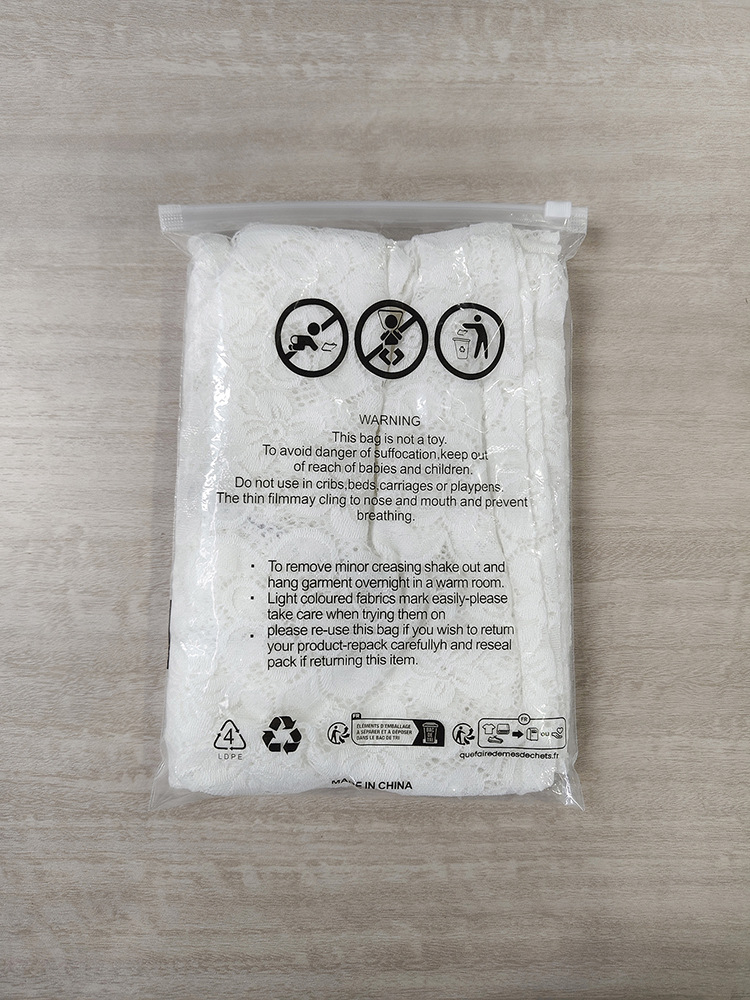 WARNING
This bag is not a toy.
To avoid danger of suffocation,keep out
of reach of babies and children.
Do not use in cribs,beds,carriages or playpens.
The thin filmmay cling to nose and mouth and prevent
breathing.
· To remove minor creasing shake out and
hang garment overnight in a warm room.
· Light coloured fabrics mark easily-please
take care when trying them on
· please re-use this bag if you wish to return
your product-repack carefullyh and reseal
pack if returning this item.
4
LDPE
FR
ÉLÉMENTS D'EMBALLAGE
À SÉPARER ET À DÉPOSER
DANS LE BAC DE TRI
BAC
DE
TRI
FR
OU
quefairedemesdechets.fr
MADE IN CHINA